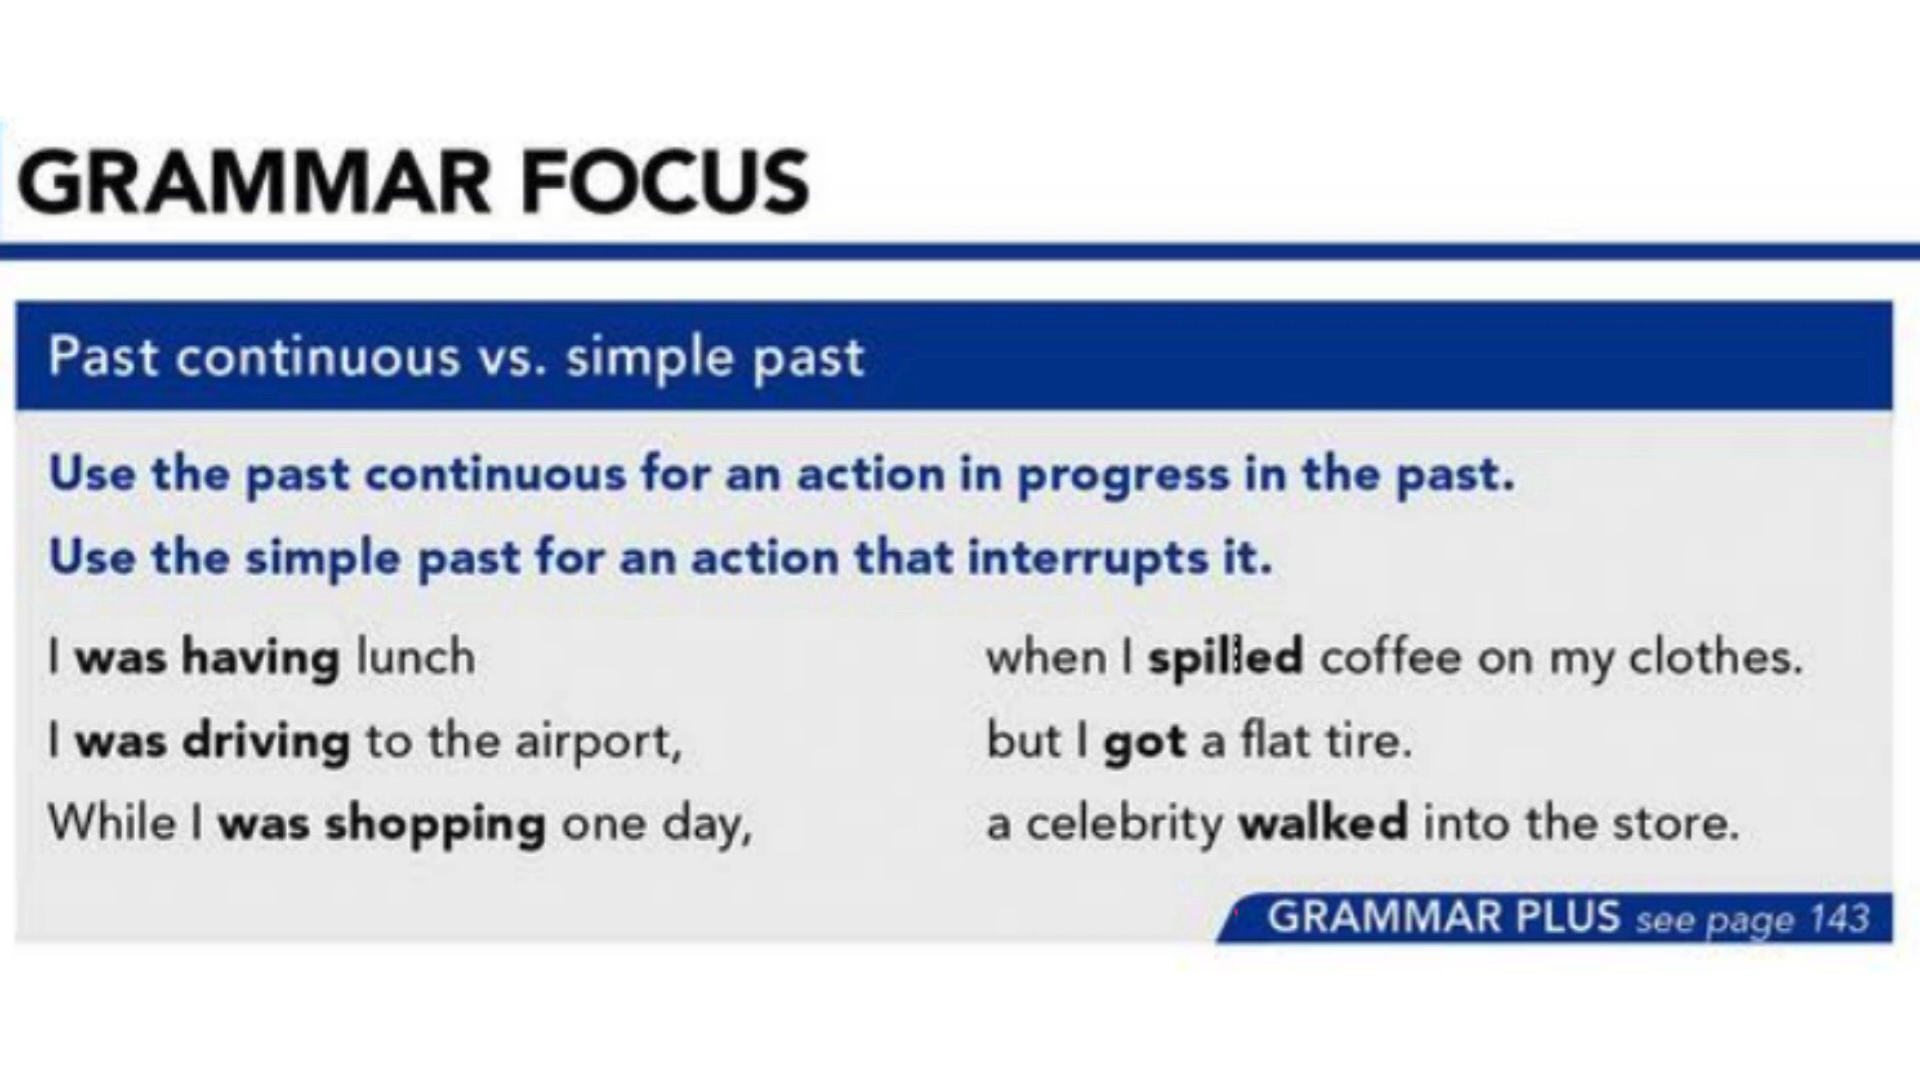 GRAMMAR FOCUS
Past continuous vs. simple past
Use the past continuous for an action in progress in the past.
Use the simple past for an action that interrupts it.
I was having lunch when I spilled coffee on my clothes.
I was driving to the airport, but I got a flat tire.
While I was shopping one day, a celebrity walked into the store.
GRAMMAR PLUS see page 143